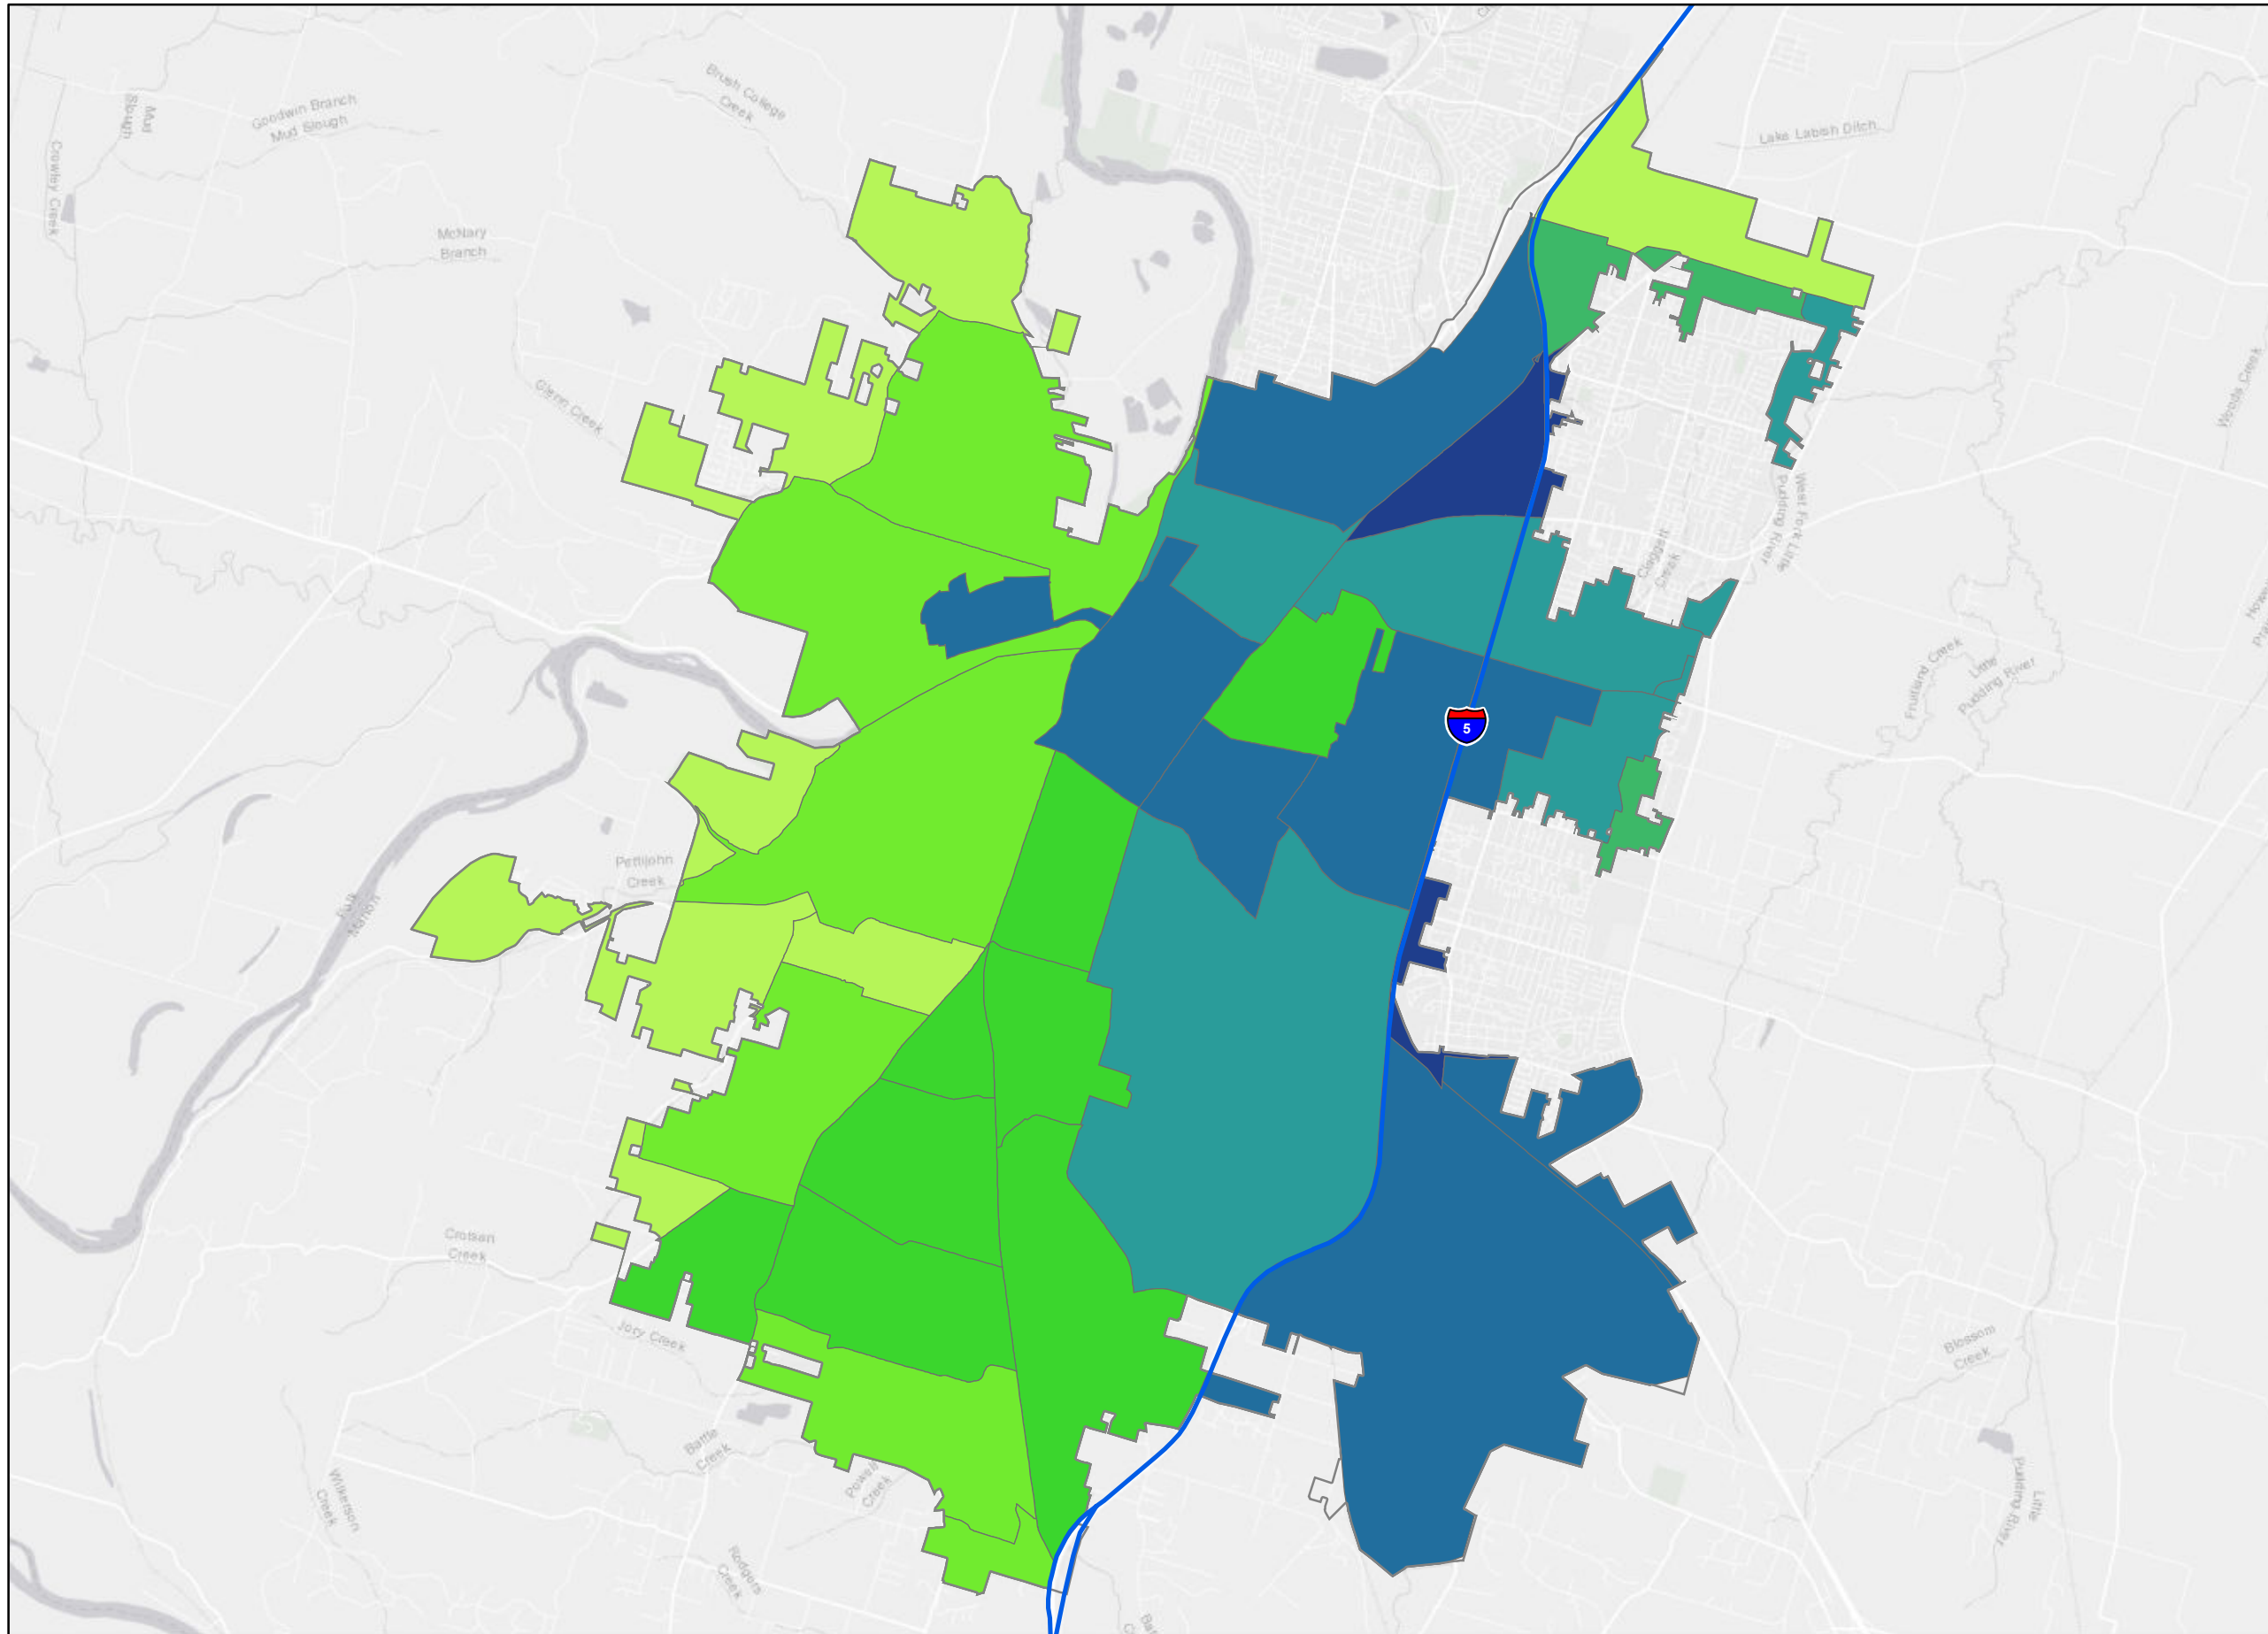 Brush College
Creek
Goodwin Branch
Mud Slough
Mud
Slough
Lake Labish Ditch
Crowley Creek
McNary
Branch
Glenn Creek
Woods Creek
West Fork Little
Pudding River
Claggett
Creek
Fruitland Creek
Little
Pudding River
5
Pettijohn
Creek
Croisan
Creek
Jory Creek
Blossom
Creek
Battle
Creek
Powell
Creek
Wilkerson
Creek
Rodgers
Creek
Little
Pudding River